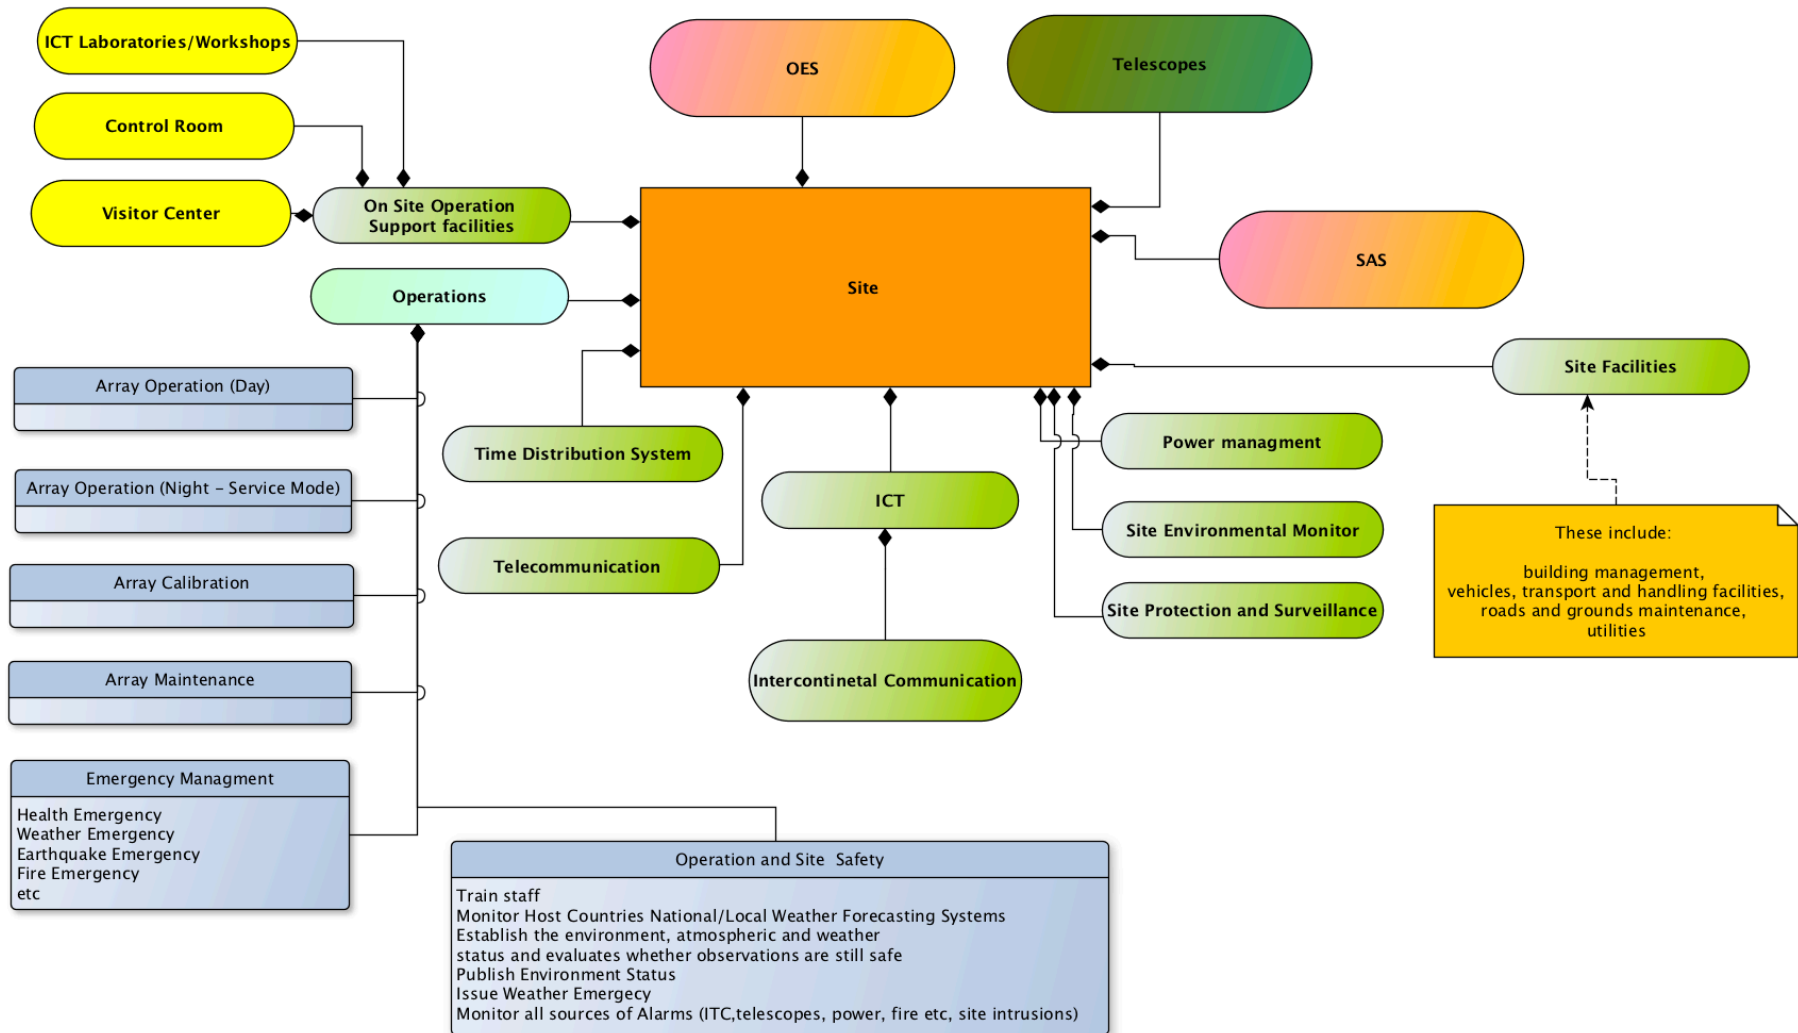 ICT Laboratories/Workshops
OES
Telescopes
Control Room
Visitor Center
On Site Operation
Support facilities
SAS
Site
Operations
Site Facilities
Array Operation (Day)
Time Distribution System
Power managment
Array Operation (Night – Service Mode)
ICT
Site Environmental Monitor
These include:
building management,
vehicles, transport and handling facilities,
roads and grounds maintenance,
utilities
Telecommunication
Array Calibration
Site Protection and Surveillance
Array Maintenance
Intercontinetal Communication
Emergency Managment
Health Emergency
Weather Emergency
Earthquake Emergency
Fire Emergency
etc
Operation and Site  Safety
Train staff
Monitor Host Countries National/Local Weather Forecasting Systems
Establish the environment, atmospheric and weather
status and evaluates whether observations are still safe
Publish Environment Status
Issue Weather Emergecy
Monitor all sources of Alarms (ITC,telescopes, power, fire etc, site intrusions)